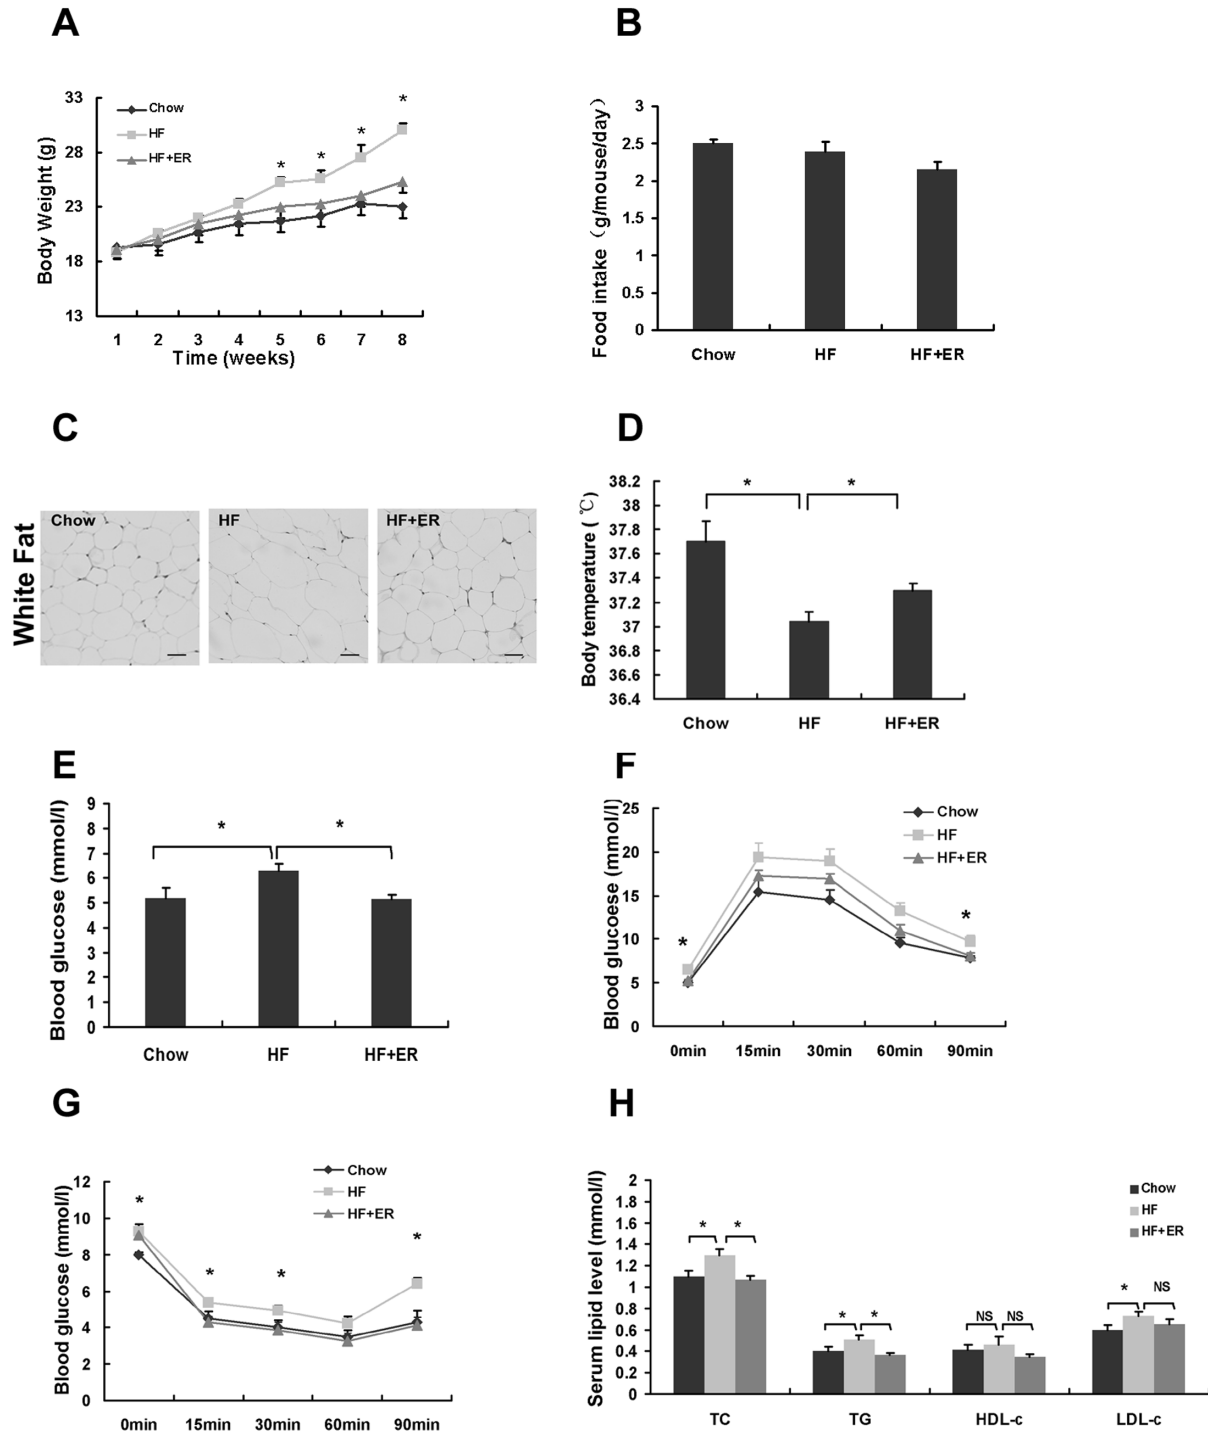 A
33
28
23
18
13
Body Weight (g)
Chow
HF
HF+ER
*
*
*
*
1 2 3 4 5 6 7 8
Time (weeks)
B
3
2.5
2
1.5
1
0.5
0
Food intake (g/mouse/day)
Chow HF HF+ER
C
White Fat
Chow
HF
HF+ER
D
38.2
38
37.8
37.6
37.4
37.2
37
36.8
36.6
36.4
Body temperature ( ℃)
* *
Chow HF HF+ER
E
9
8
7
6
5
4
3
2
1
0
Blood glucose (mmol/l)
* *
Chow HF HF+ER
F
25
20
15
10
5
0
Blood glucoese (mmol/l)
Chow
HF
HF+ER
* *
0min 15min 30min 60min 90min
G
12
10
8
6
4
2
0
Blood glucose (mmol/l)
Chow
HF
HF+ER
* * * *
0min 15min 30min 60min 90min
H
2
1.8
1.6
1.4
1.2
1
0.8
0.6
0.4
0.2
0
Serum lipid level (mmol/l)
Chow
HF
HF+ER
* * * * NS NS * NS
TC TG HDL-c LDL-c